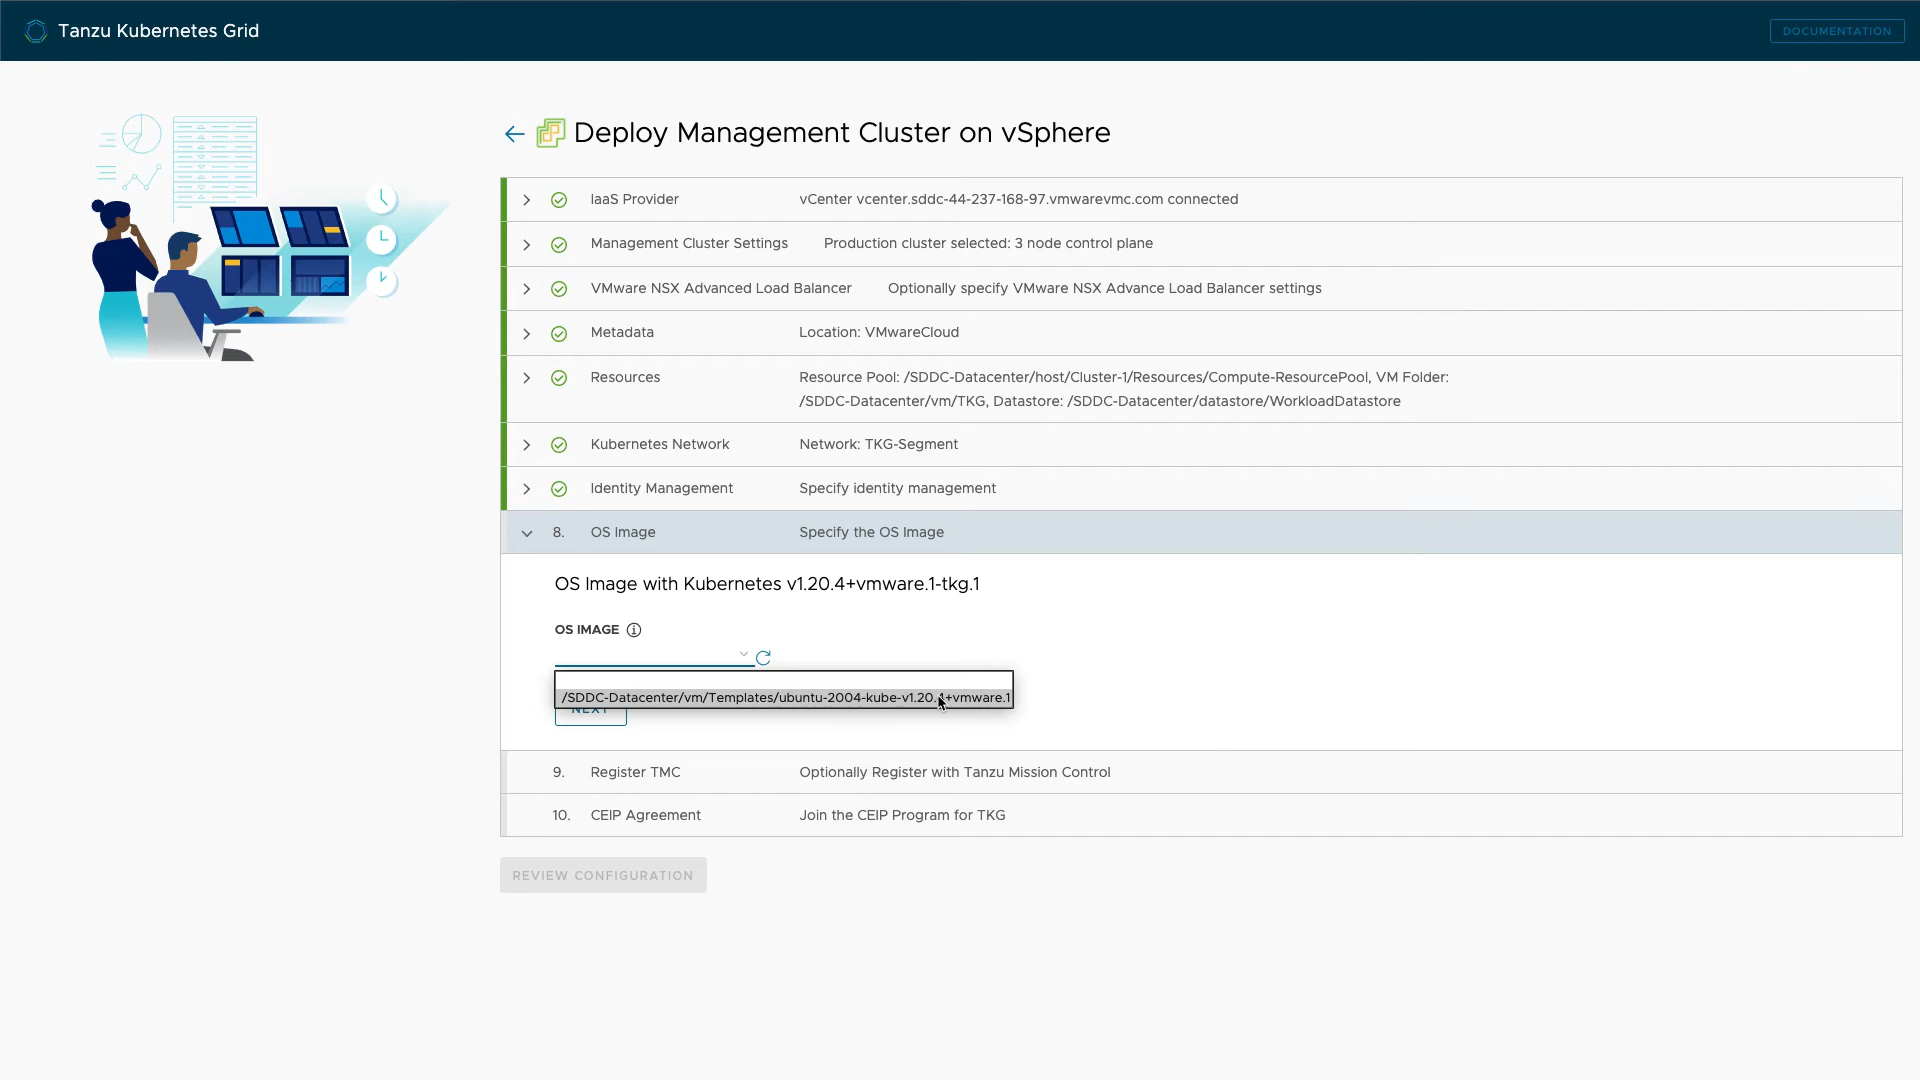 Tanzu Kubernetes Grid
DOCUMENTATION
Deploy Management Cluster on vSphere
IaaS Provider
vCenter vcenter.sddc-44-237-168-97.vmwarevmc.com connected
Management Cluster Settings
Production cluster selected: 3 node control plane
VMware NSX Advanced Load Balancer
Optionally specify VMware NSX Advance Load Balancer settings
Metadata
Location: VMwareCloud
Resources
Resource Pool: /SDDC-Datacenter/host/Cluster-1/Resources/Compute-ResourcePool, VM Folder:
/SDDC-Datacenter/vm/TKG, Datastore: /SDDC-Datacenter/datastore/WorkloadDatastore
Kubernetes Network
Network: TKG-Segment
Identity Management
Specify identity management
8. OS Image
Specify the OS Image
OS Image with Kubernetes v1.20.4+vmware.1-tkg.1
OS IMAGE
/SDDC-Datacenter/vm/Templates/ubuntu-2004-kube-v1.20.4+vmware.1
NEXT
9. Register TMC
Optionally Register with Tanzu Mission Control
10. CEIP Agreement
Join the CEIP Program for TKG
REVIEW CONFIGURATION